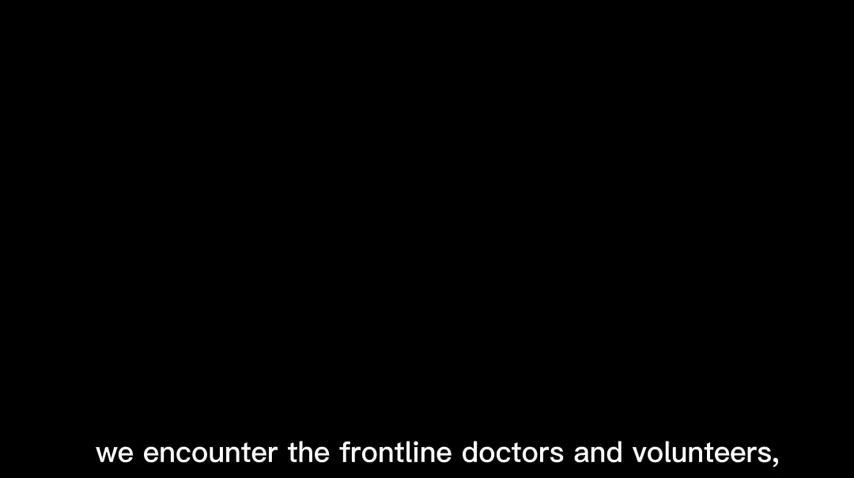 we encounter the frontline doctors and volunteers,